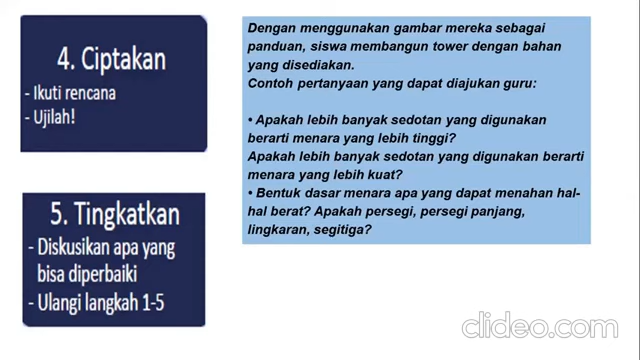 4. Ciptakan
- Ikuti rencana
- Ujilah!
Dengan menggunakan gambar mereka sebagai
panduan, siswa membangun tower dengan bahan
yang disediakan.
Contoh pertanyaan yang dapat diajukan guru:
• Apakah lebih banyak sedotan yang digunakan
berarti menara yang lebih tinggi?
Apakah lebih banyak sedotan yang digunakan berarti
menara yang lebih kuat?
• Bentuk dasar menara apa yang dapat menahan hal-
hal berat? Apakah persegi, persegi panjang,
lingkaran, segitiga?
5. Tingkatkan
- Diskusikan apa yang
bisa diperbaiki
- Ulangi langkah 1-5
clideo.com